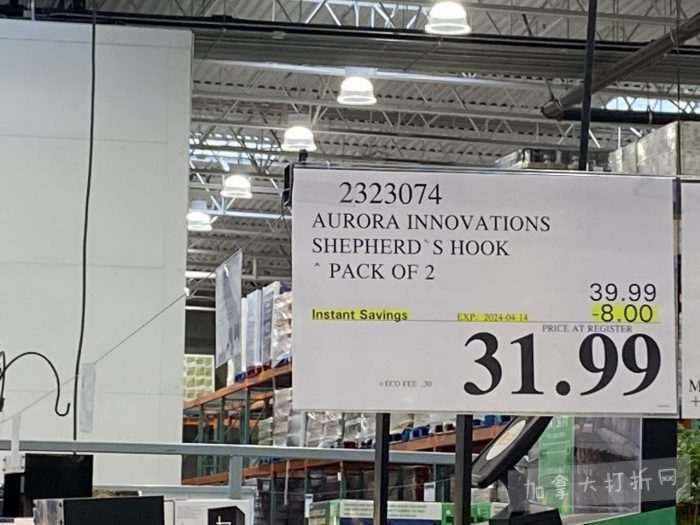 2323074
AURORA INNOVATIONS
SHEPHERD`S HOOK
^ PACK OF 2
39.99
Instant Savings EXP. 2024-04-14 -8.00
PRICE AT REGISTER
31.99
+ECO FEE .30
M
+
加拿大打折网